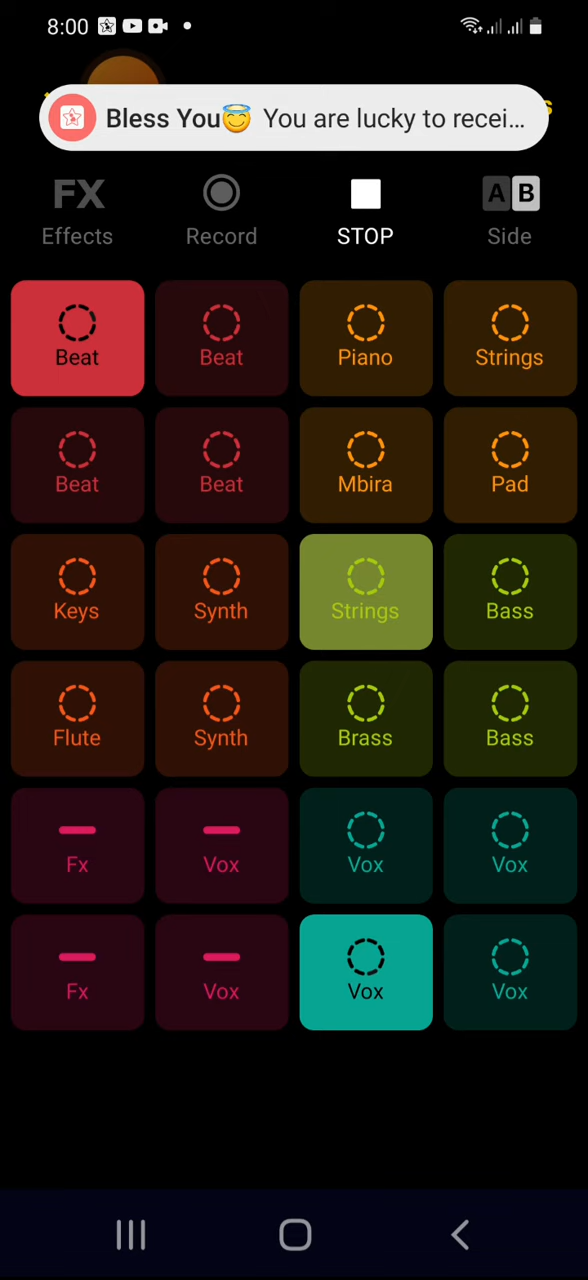 8:00
Bless You😇 You are lucky to recei...
FX
A B
Effects
Record
STOP
Side
Beat
Beat
Piano
Strings
Beat
Beat
Mbira
Pad
Keys
Synth
Strings
Bass
Flute
Synth
Brass
Bass
Fx
Vox
Vox
Vox
Fx
Vox
Vox
Vox